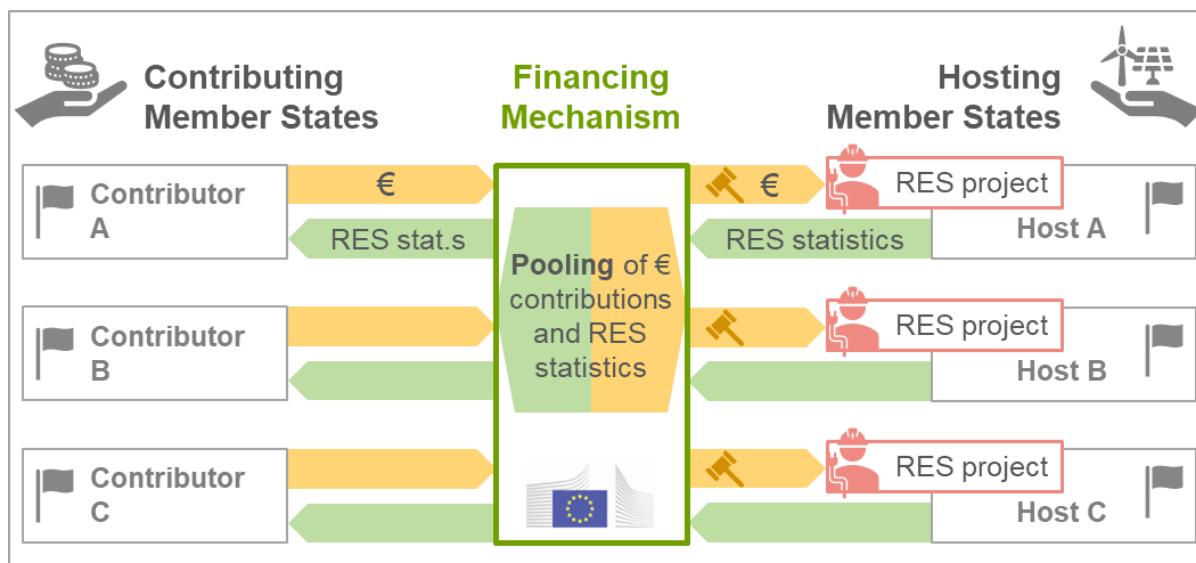 Contributing
Member States
Financing
Mechanism
Hosting
Member States
Contributor
A
€
RES stat.s
€
RES statistics
RES project
Host A
Pooling of €
contributions
and RES
statistics
Contributor
B
RES project
Host B
Contributor
C
RES project
Host C